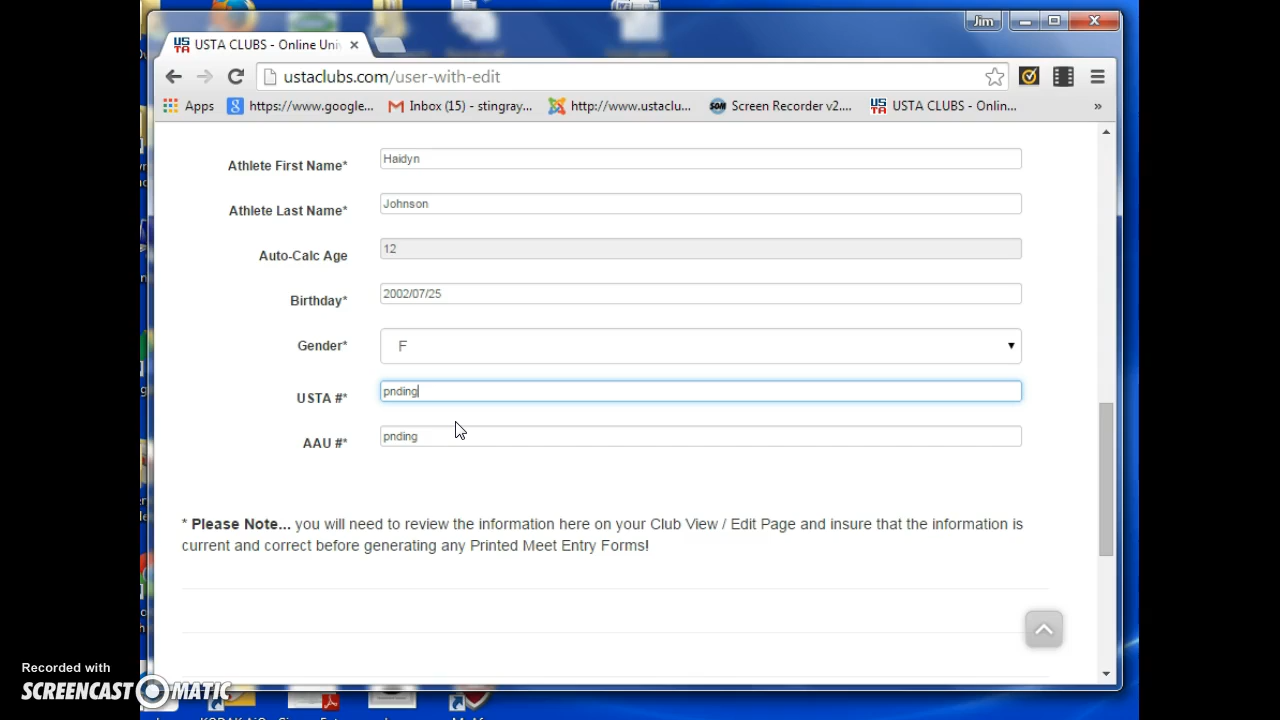 Jim
USTA CLUBS - Online Uni
ustaclubs.com/user-with-edit
Apps https://www.google... Inbox (15) - stingray... http://www.ustaclu... Screen Recorder v2.... USTA CLUBS - Onlin... »
Athlete First Name* Haidyn
Athlete Last Name* Johnson
Auto-Calc Age 12
Birthday* 2002/07/25
Gender* F
USTA #* pnding
AAU #* pnding
* Please Note... you will need to review the information here on your Club View / Edit Page and insure that the information is
current and correct before generating any Printed Meet Entry Forms!
Recorded with
SCREENCAST MATIC